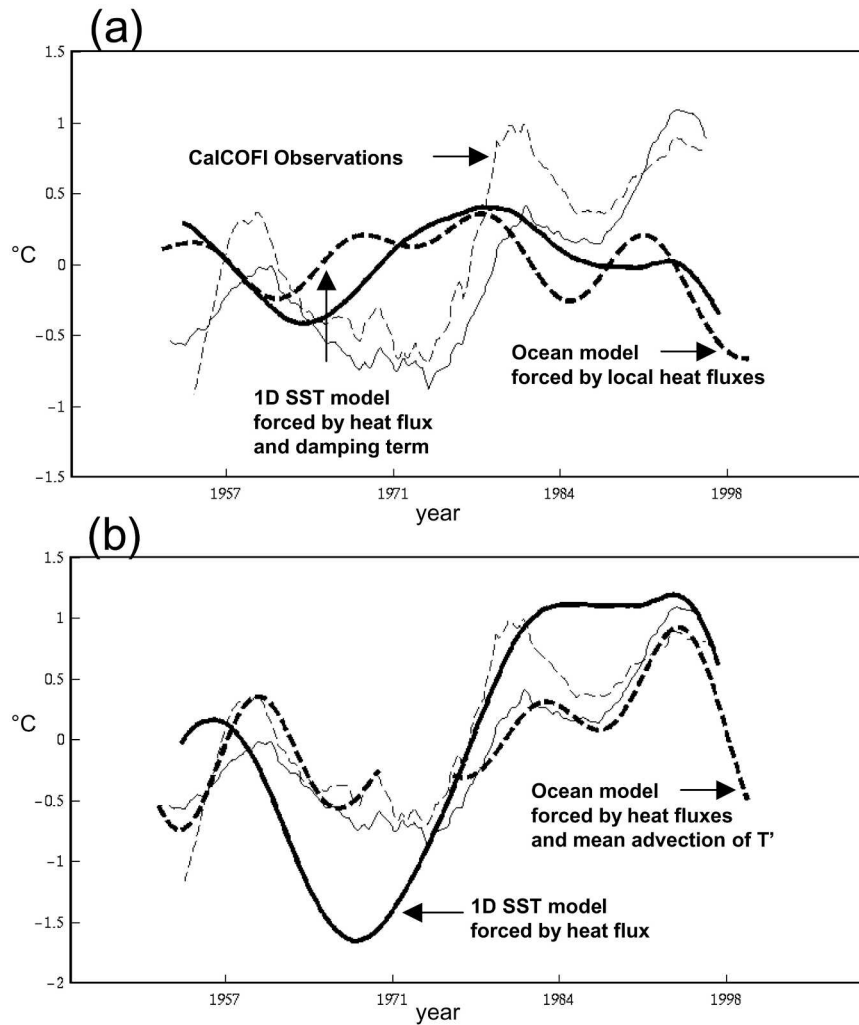 (a)
1.5
1
0.5
0
-0.5
-1
-1.5
°C
CalCOFI Observations
Ocean model
forced by local heat fluxes
1D SST model
forced by heat flux
and damping term
1957
1971
1984
1998
year
(b)
1.5
1
0.5
0
-0.5
-1
-1.5
-2
°C
Ocean model
forced by heat fluxes
and mean advection of T'
1D SST model
forced by heat flux
1957
1971
1984
1998
year